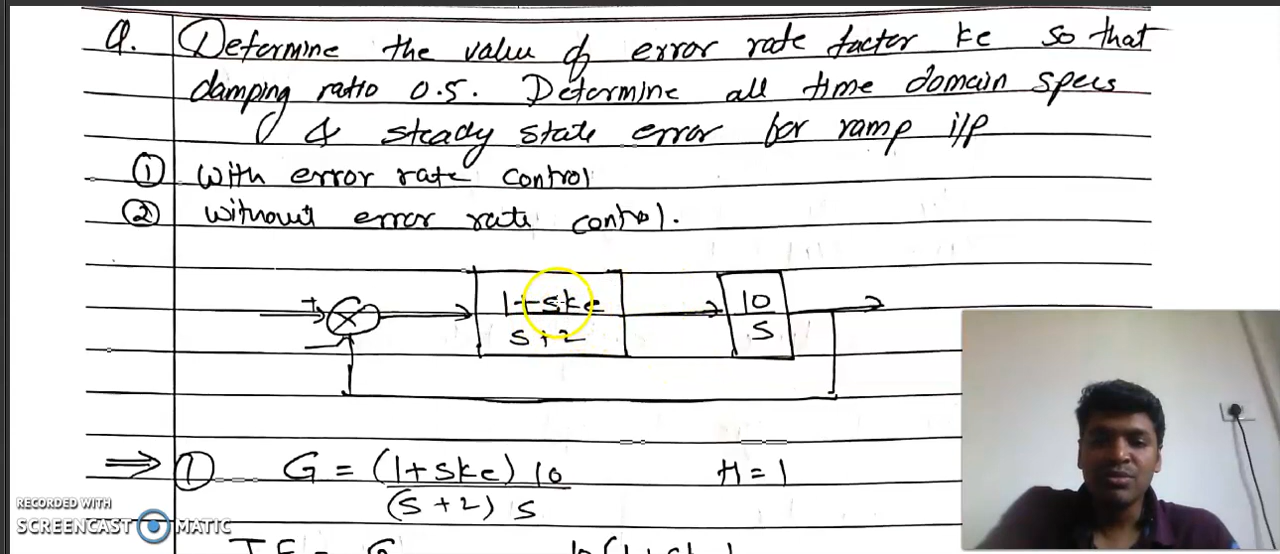 Q. Determine the value of error rate factor ke so that
damping ratio 0.5. Determine all time domain specs
& steady state error for ramp i/p
① with error rate control
② without error rate control.
+
1+ske
s+2
10
s
⇒ ① G = (1+ske) 10 H=1
(s+2) s
RECORDED WITH
SCREENCAST MATIC